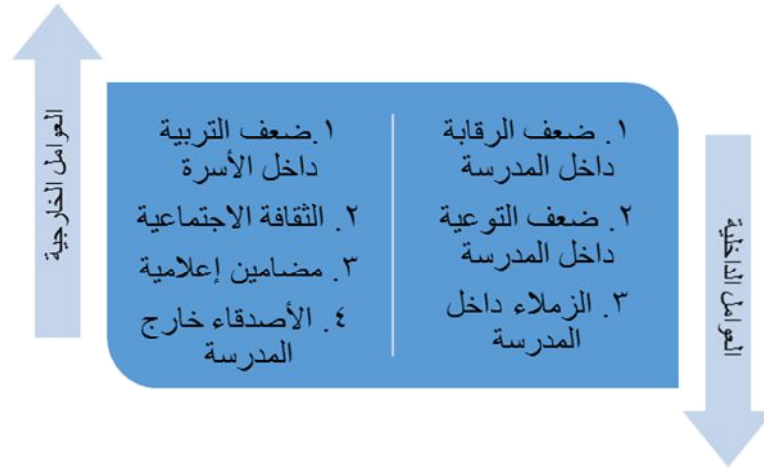 العوامل الداخلية
١. ضعف الرقابة
داخل المدرسة
٢. ضعف التوعية
داخل المدرسة
٣. الزملاء داخل
المدرسة
١.ضعف التربية
داخل الأسرة
٢. الثقافة الاجتماعية
٣. مضامين إعلامية
٤. الأصدقاء خارج
المدرسة
العوامل الخارجية